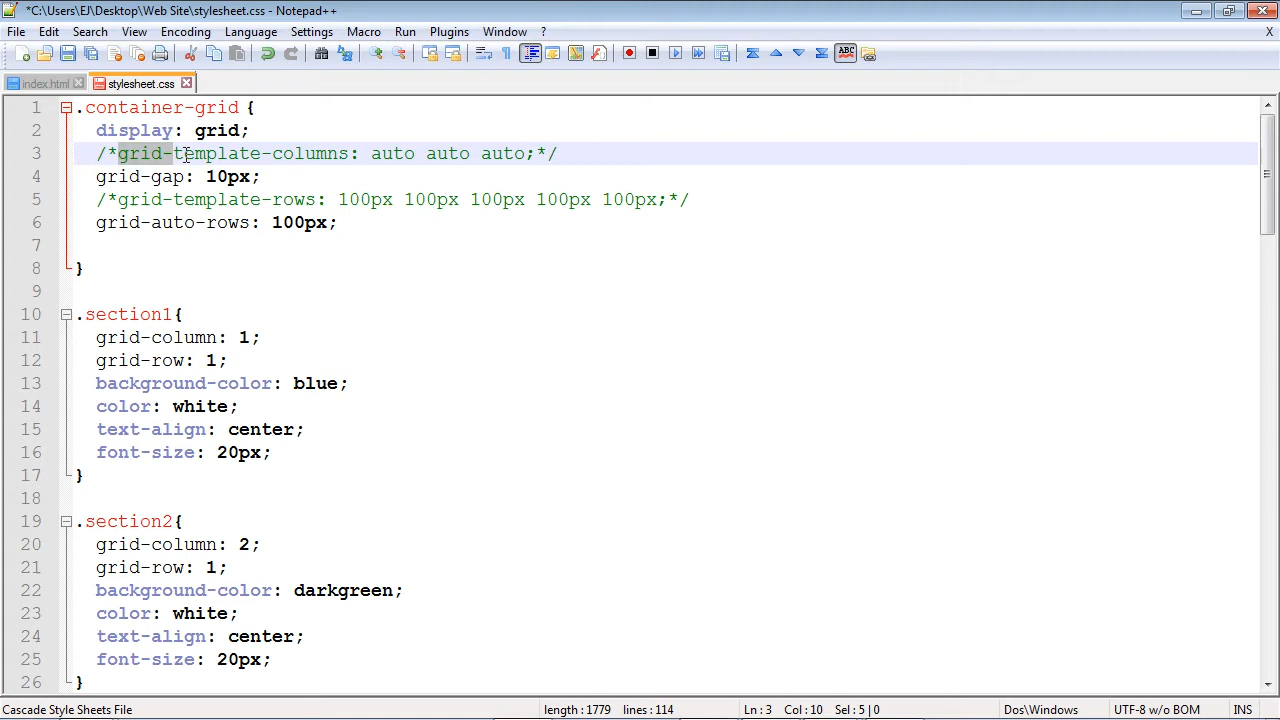 *C:\Users\EJ\Desktop\Web Site\stylesheet.css - Notepad++
File Edit Search View Encoding Language Settings Macro Run Plugins Window ? X
index.html stylesheet.css
1 .container-grid {
2 display: grid;
3 /*grid-template-columns: auto auto auto;*/
4 grid-gap: 10px;
5 /*grid-template-rows: 100px 100px 100px 100px 100px;*/
6 grid-auto-rows: 100px;
7
8 }
9
10 .section1{
11 grid-column: 1;
12 grid-row: 1;
13 background-color: blue;
14 color: white;
15 text-align: center;
16 font-size: 20px;
17 }
18
19 .section2{
20 grid-column: 2;
21 grid-row: 1;
22 background-color: darkgreen;
23 color: white;
24 text-align: center;
25 font-size: 20px;
26 }
Cascade Style Sheets File length : 1779 lines : 114 Ln : 3 Col : 10 Sel : 5 | 0 Dos\Windows UTF-8 w/o BOM INS